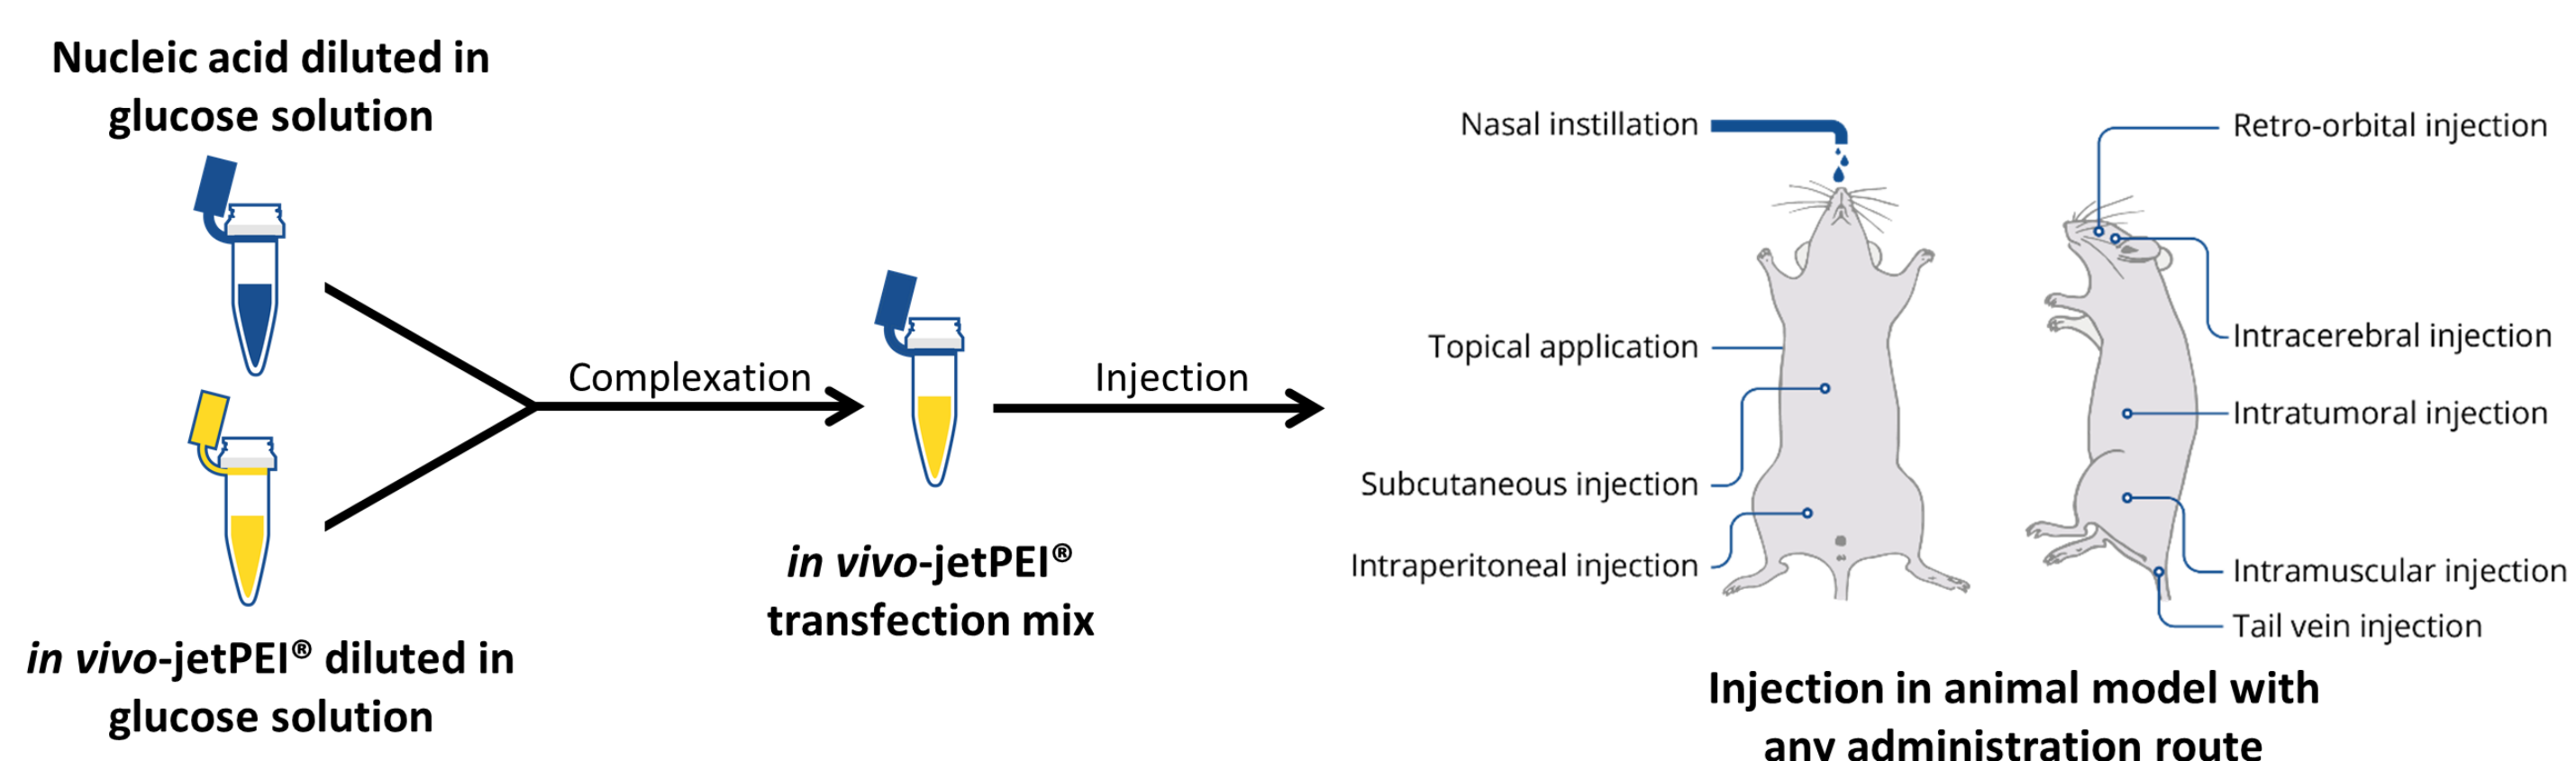 Nucleic acid diluted in
glucose solution
in vivo-jetPEI® diluted in
glucose solution
Complexation
in vivo-jetPEI®
transfection mix
Injection
Nasal instillation
Topical application
Subcutaneous injection
Intraperitoneal injection
Retro-orbital injection
Intracerebral injection
Intratumoral injection
Intramuscular injection
Tail vein injection
Injection in animal model with
any administration route